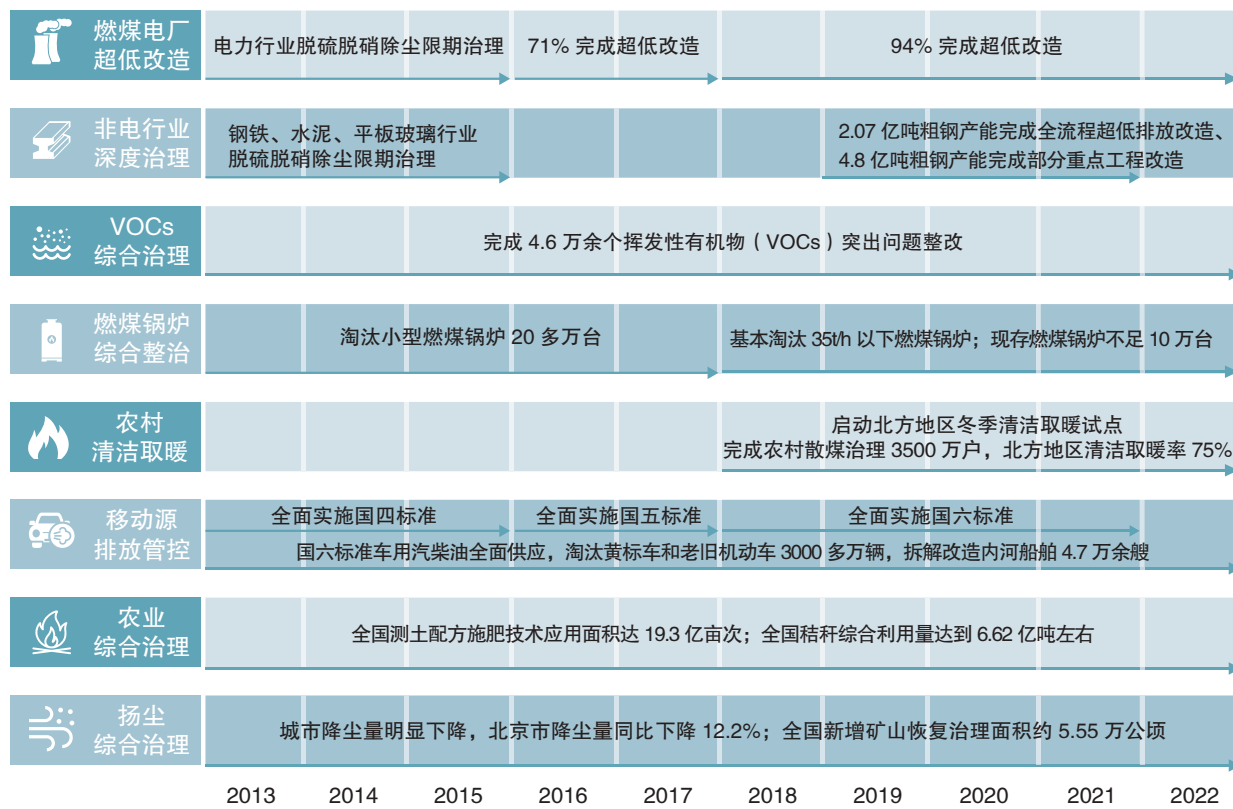 燃煤电厂
超低改造
电力行业脱硫脱硝除尘限期治理
71% 完成超低改造
94% 完成超低改造
非电行业
深度治理
钢铁、水泥、平板玻璃行业
脱硫脱硝除尘限期治理
2.07 亿吨粗钢产能完成全流程超低排放改造、
4.8 亿吨粗钢产能完成部分重点工程改造
VOCs
综合治理
完成 4.6 万余个挥发性有机物（VOCs）突出问题整改
燃煤锅炉
综合整治
淘汰小型燃煤锅炉 20 多万台
基本淘汰 35t/h 以下燃煤锅炉；现存燃煤锅炉不足 10 万台
农村
清洁取暖
启动北方地区冬季清洁取暖试点
完成农村散煤治理 3500 万户，北方地区清洁取暖率 75%
移动源
排放管控
全面实施国四标准
全面实施国五标准
全面实施国六标准
国六标准车用汽柴油全面供应，淘汰黄标车和老旧机动车 3000 多万辆，拆解改造内河船舶 4.7 万余艘
农业
综合治理
全国测土配方施肥技术应用面积达 19.3 亿亩次；全国秸秆综合利用量达到 6.62 亿吨左右
扬尘
综合治理
城市降尘量明显下降，北京市降尘量同比下降 12.2%；全国新增矿山恢复治理面积约 5.55 万公顷
2013 2014 2015 2016 2017 2018 2019 2020 2021 2022